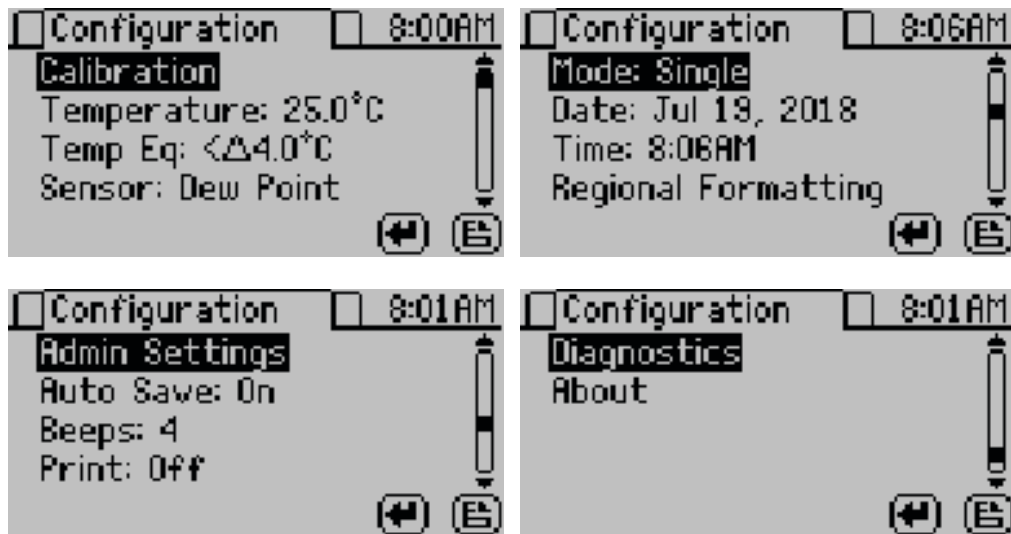 Configuration 8:00AM
Calibration
Temperature: 25.0°C
Temp Eq: <△4.0°C
Sensor: Dew Point
Configuration 8:06AM
Mode: Single
Date: Jul 19, 2018
Time: 8:06AM
Regional Formatting
Configuration 8:01AM
Admin Settings
Auto Save: On
Beeps: 4
Print: Off
Configuration 8:01AM
Diagnostics
About